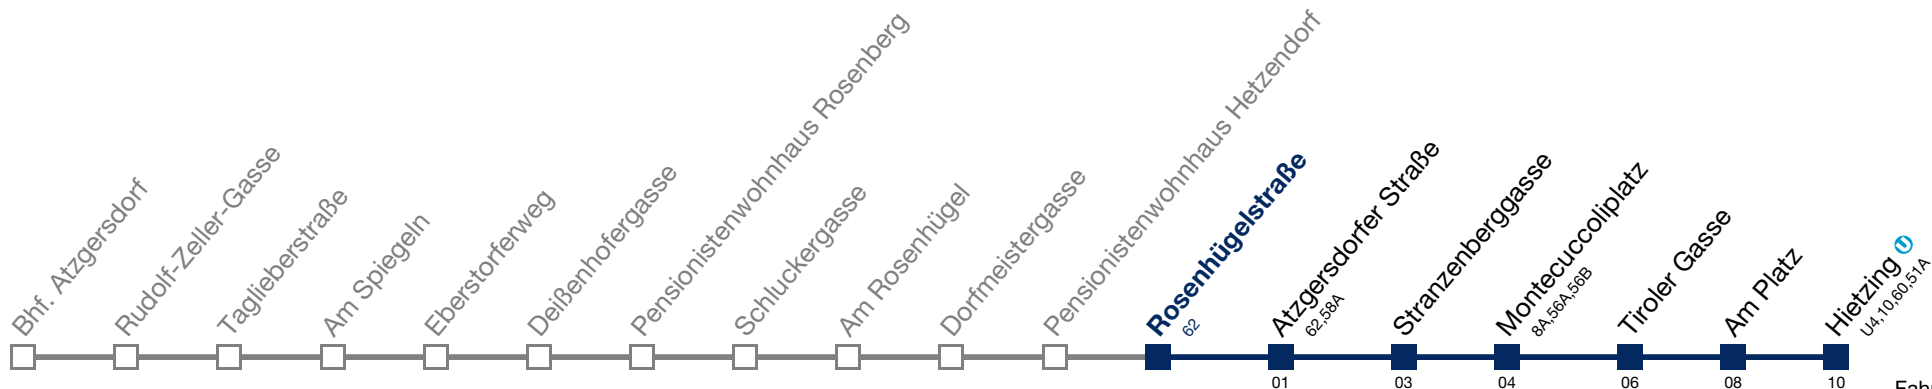 Bhf. Atzgersdorf
Rudolf-Zeller-Gasse
Taglieberstraße
Am Spiegeln
Eberstorferweg
Deißenhofergasse
Pensionistenwohnhaus Rosenberg
Schluckergasse
Am Rosenhügel
Dorfmeistergasse
Pensionistenwohnhaus Hetzendorf
Rosenhügelstraße
62
Atzgersdorfer Straße
62,58A
Stranzenberggasse
Montecuccoliplatz
8A,56A,56B
Tiroler Gasse
Am Platz
Hietzing U
U4,10,60,51A
01
03
04
06
08
10